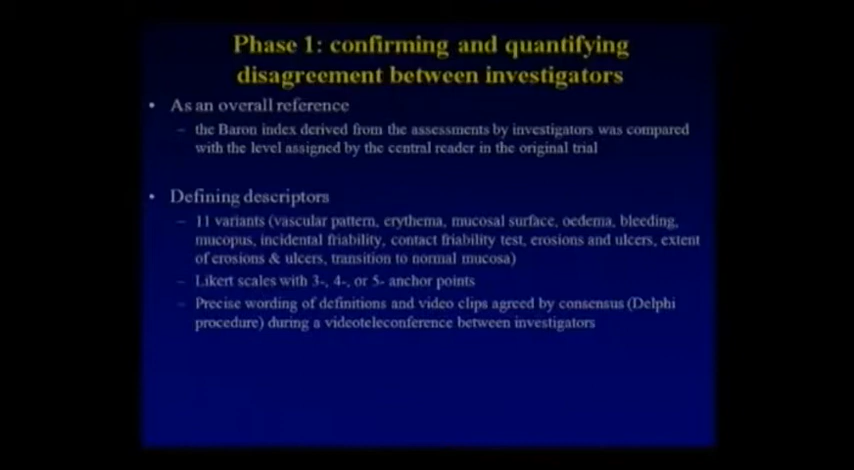 Phase 1: confirming and quantifying
disagreement between investigators
• As an overall reference
– the Baron index derived from the assessments by investigators was compared
with the level assigned by the central reader in the original trial
• Defining descriptors
– 11 variants (vascular pattern, erythema, mucosal surface, oedema, bleeding,
mucopus, incidental friability, contact friability test, erosions and ulcers, extent
of erosions & ulcers, transition to normal mucosa)
– Likert scales with 3-, 4-, or 5- anchor points
– Precise wording of definitions and video clips agreed by consensus (Delphi
procedure) during a videoteleconference between investigators